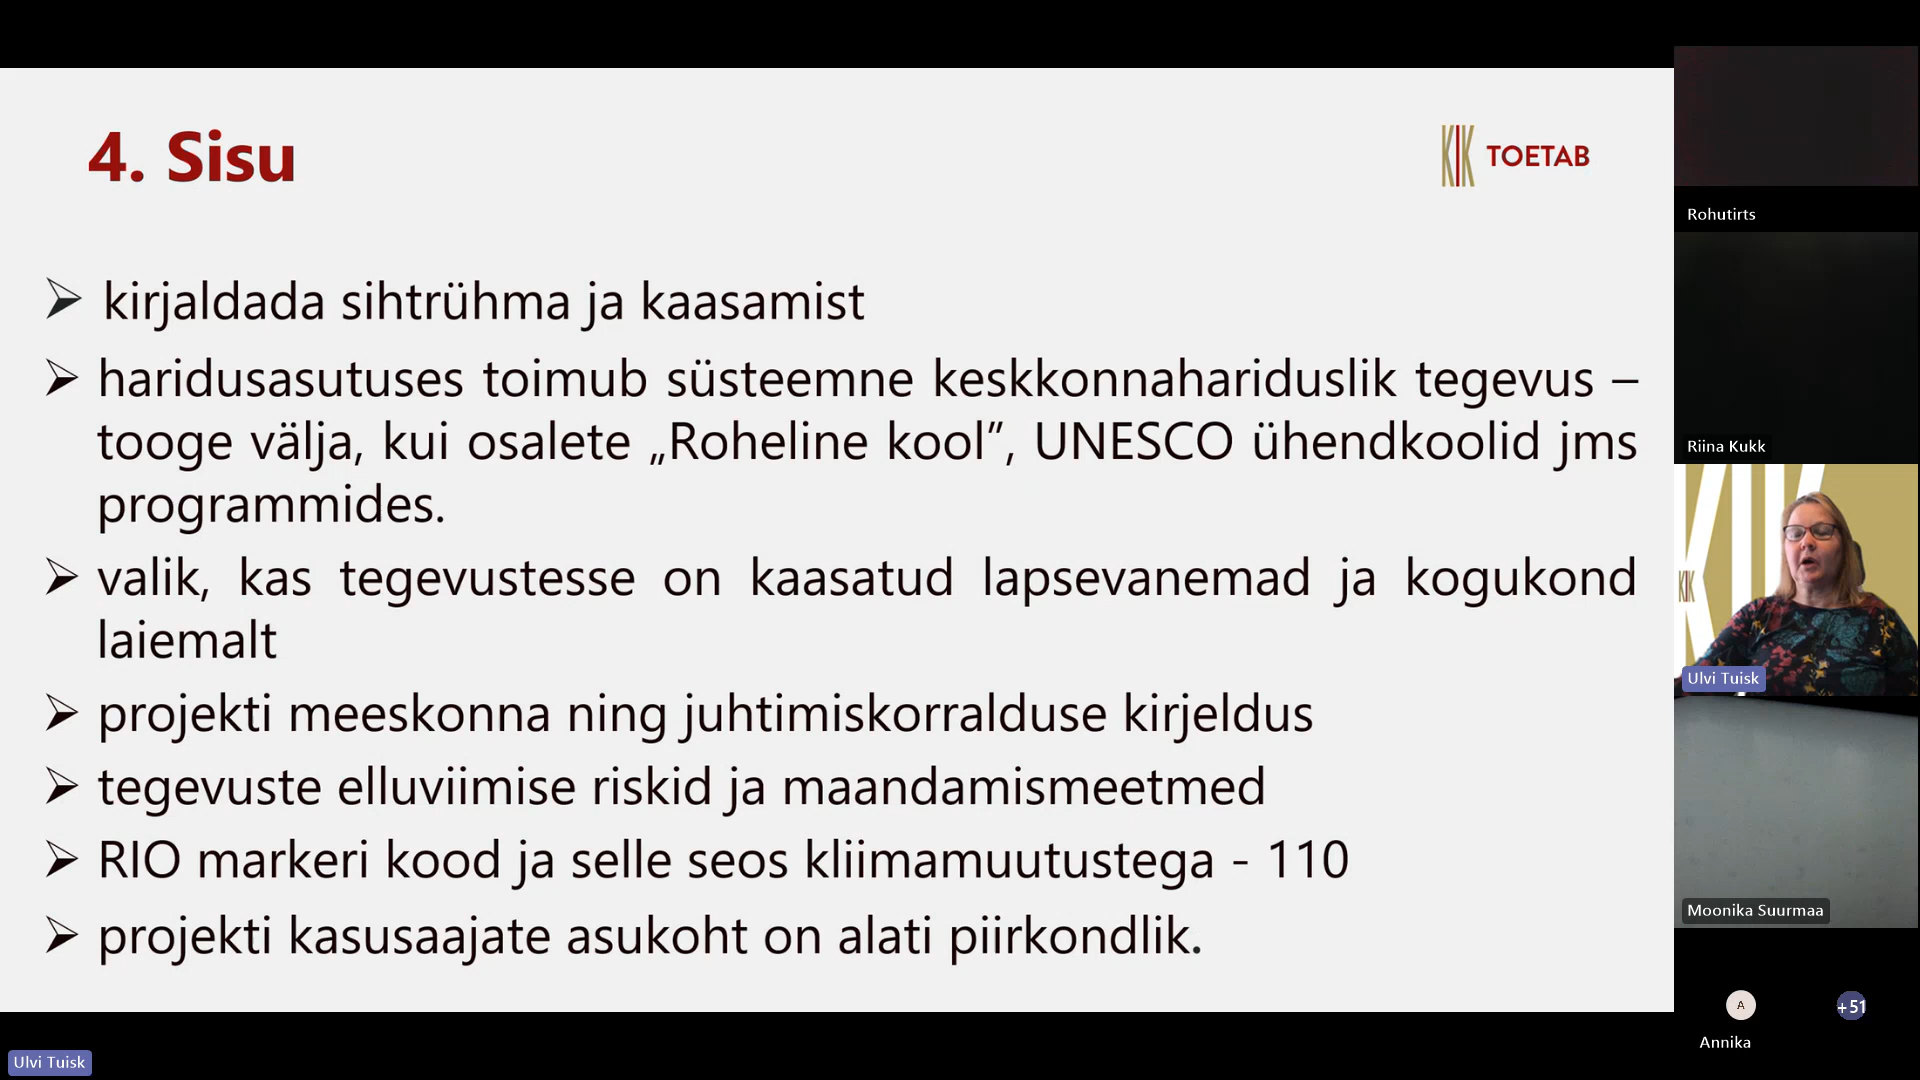 4. Sisu
KIK TOETAB
kirjaldada sihtrühma ja kaasamist
haridusasutuses toimub süsteemne keskkonnahariduslik tegevus –
tooge välja, kui osalete „Roheline kool”, UNESCO ühendkoolid jms
programmides.
valik, kas tegevustesse on kaasatud lapsevanemad ja kogukond
laiemalt
projekti meeskonna ning juhtimiskorralduse kirjeldus
tegevuste elluviimise riskid ja maandamismeetmed
RIO markeri kood ja selle seos kliimamuutustega - 110
projekti kasusaajate asukoht on alati piirkondlik.
Rohutirts
Riina Kukk
KIK
KIK
Ulvi Tuisk
Moonika Suurmaa
A
+51
Annika
Ulvi Tuisk